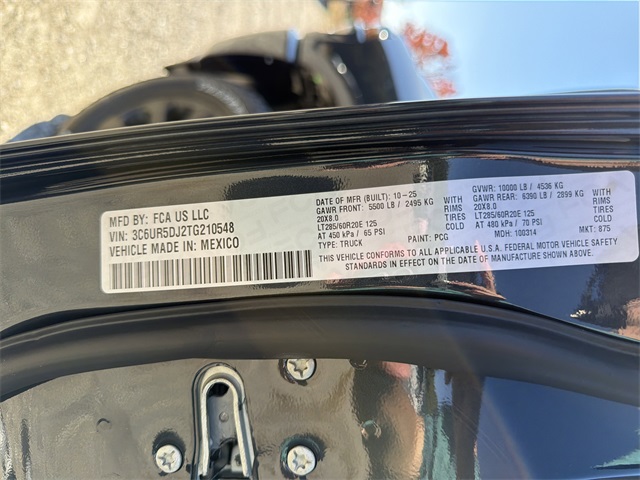 MFD BY: FCA US LLC
VIN: 3C6UR5DJ2TG210548
VEHICLE MADE IN: MEXICO
DATE OF MFR (BUILT): 10-25
GAWR FRONT: 5500 LB / 2495 KG WITH
20X8.0 RIMS
LT285/60R20E 125 TIRES
AT 450 kPa / 65 PSI COLD
TYPE: TRUCK PAINT: PCG
GVWR: 10000 LB / 4536 KG
GAWR REAR: 6390 LB / 2899 KG WITH
20X8.0 RIMS
LT285/60R20E 125 TIRES
AT 480 kPa / 70 PSI COLD
MDH: 100314 MKT: 875
THIS VEHICLE CONFORMS TO ALL APPLICABLE U.S.A. FEDERAL MOTOR VEHICLE SAFETY
STANDARDS IN EFFECT ON THE DATE OF MANUFACTURE SHOWN ABOVE.